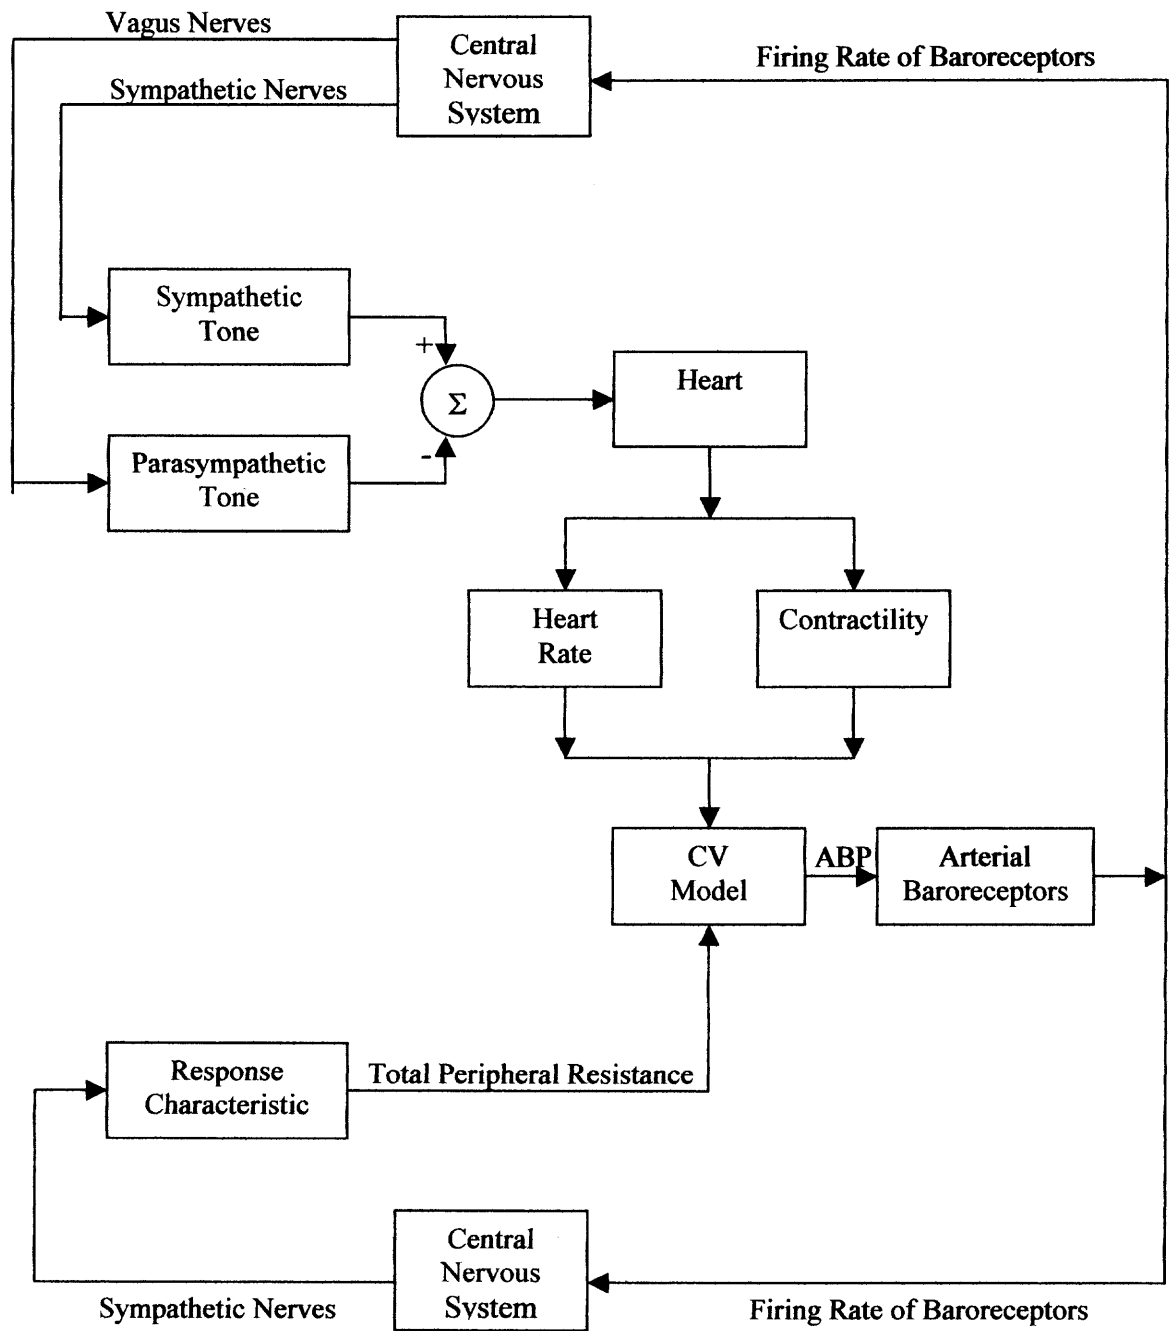 Vagus Nerves
Central
Nervous
System
Firing Rate of Baroreceptors
Sympathetic Nerves
Sympathetic
Tone
+
Σ
Heart
-
Parasympathetic
Tone
Heart
Rate
Contractility
CV
Model
ABP
Arterial
Baroreceptors
Response
Characteristic
Total Peripheral Resistance
Central
Nervous
System
Sympathetic Nerves
Firing Rate of Baroreceptors